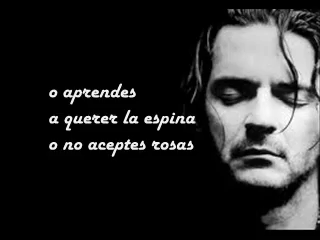 o aprendes
a querer la espina
o no aceptes rosas